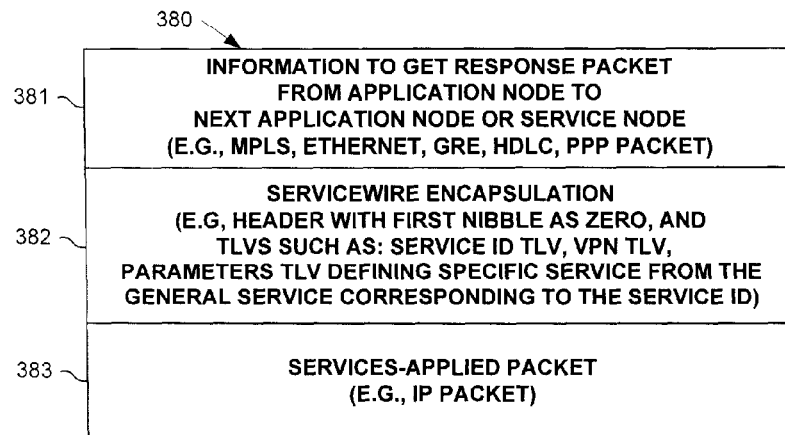 380
381
INFORMATION TO GET RESPONSE PACKET
FROM APPLICATION NODE TO
NEXT APPLICATION NODE OR SERVICE NODE
(E.G., MPLS, ETHERNET, GRE, HDLC, PPP PACKET)
382
SERVICEWIRE ENCAPSULATION
(E.G, HEADER WITH FIRST NIBBLE AS ZERO, AND
TLVS SUCH AS: SERVICE ID TLV, VPN TLV,
PARAMETERS TLV DEFINING SPECIFIC SERVICE FROM THE
GENERAL SERVICE CORRESPONDING TO THE SERVICE ID)
383
SERVICES-APPLIED PACKET
(E.G., IP PACKET)